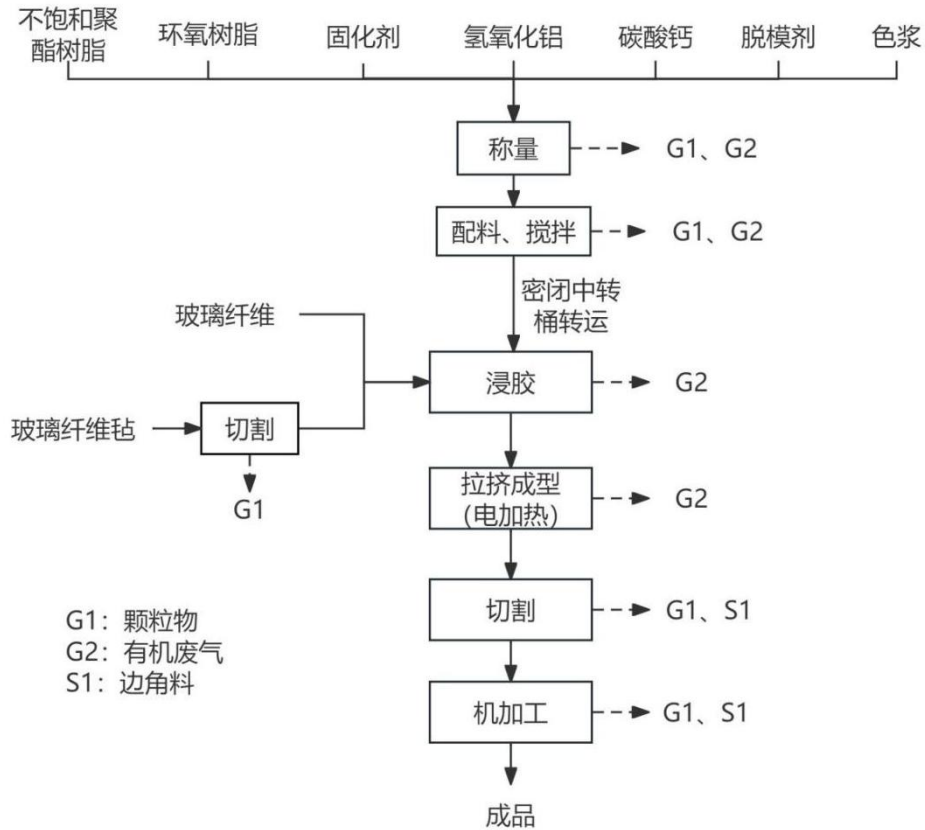 不饱和聚
酯树脂
环氧树脂
固化剂
氢氧化铝
碳酸钙
脱模剂
色浆
称量
G1、G2
配料、搅拌
G1、G2
密闭中转
桶转运
玻璃纤维
浸胶
G2
玻璃纤维毡
切割
G1
拉挤成型
（电加热）
G2
切割
G1、S1
G1：颗粒物
G2：有机废气
S1：边角料
机加工
G1、S1
成品